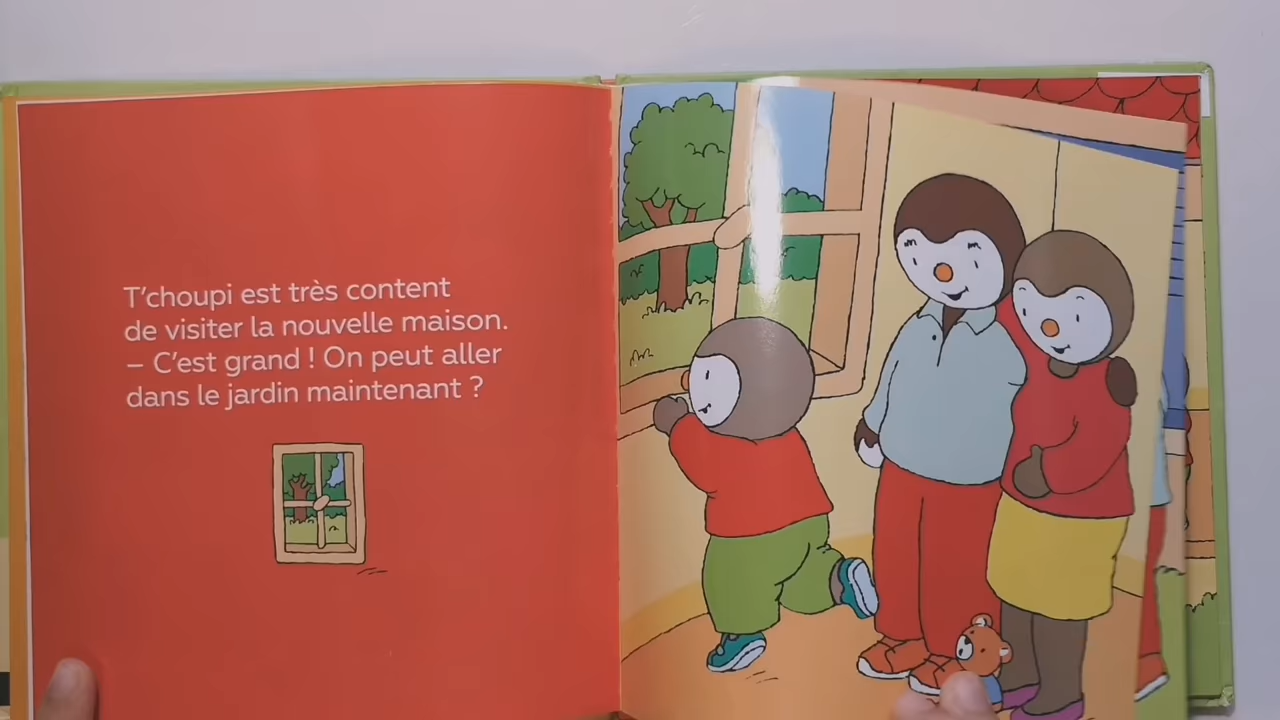 T'choupi est très content
de visiter la nouvelle maison.
– C'est grand ! On peut aller
dans le jardin maintenant ?